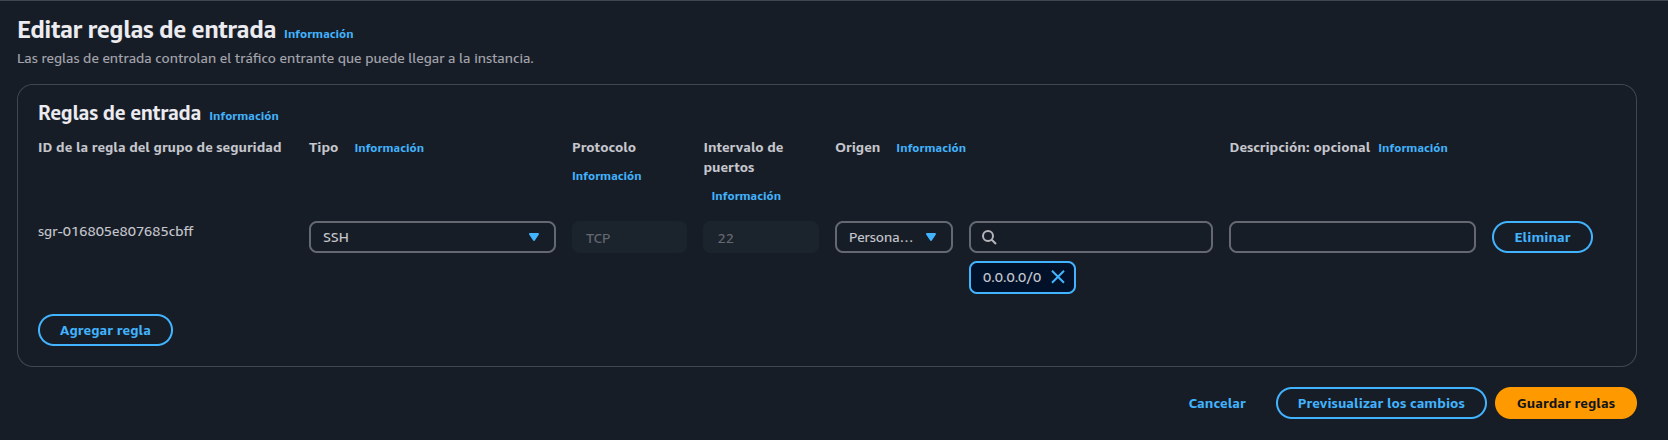 Editar reglas de entrada Información
Las reglas de entrada controlan el tráfico entrante que puede llegar a la instancia.
Reglas de entrada Información
ID de la regla del grupo de seguridad
Tipo Información
Protocolo
Información
Intervalo de
puertos
Información
Origen Información
Descripción: opcional Información
sgr-016805e807685cbff
SSH
TCP
22
Persona...
Eliminar
0.0.0.0/0
Agregar regla
Cancelar
Previsualizar los cambios
Guardar reglas